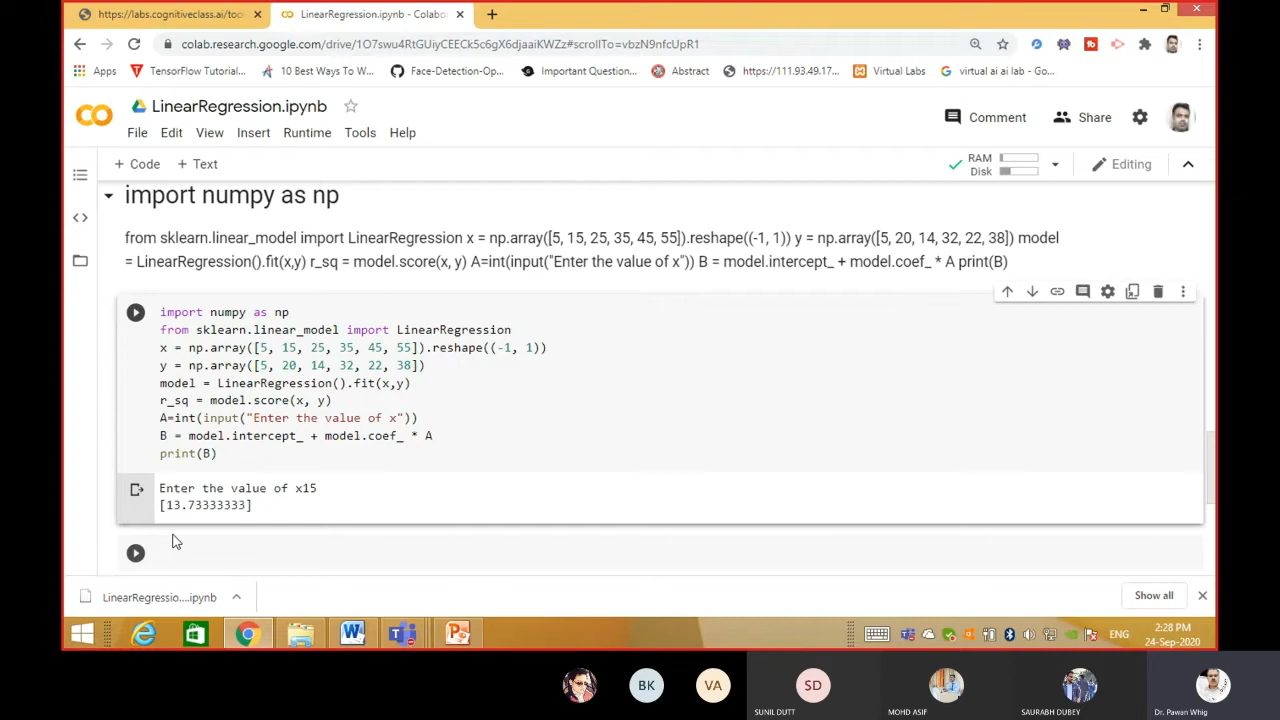 https://labs.cognitiveclass.ai/too
LinearRegression.ipynb - Colabo
colab.research.google.com/drive/1O7swu4RtGUiyCEECk5c6gX6djaaiKWZz#scrollTo=vbzN9nfcUpR1
Apps
TensorFlow Tutorial...
10 Best Ways To W...
Face-Detection-Op...
Important Question...
Abstract
https://111.93.49.17...
Virtual Labs
virtual ai ai lab - Go...
LinearRegression.ipynb
Comment
Share
File Edit View Insert Runtime Tools Help
+ Code + Text
RAM
Disk
Editing
import numpy as np
from sklearn.linear_model import LinearRegression x = np.array([5, 15, 25, 35, 45, 55]).reshape((-1, 1)) y = np.array([5, 20, 14, 32, 22, 38]) model
= LinearRegression().fit(x,y) r_sq = model.score(x, y) A=int(input("Enter the value of x")) B = model.intercept_ + model.coef_ * A print(B)
import numpy as np
from sklearn.linear_model import LinearRegression
x = np.array([5, 15, 25, 35, 45, 55]).reshape((-1, 1))
y = np.array([5, 20, 14, 32, 22, 38])
model = LinearRegression().fit(x,y)
r_sq = model.score(x, y)
A=int(input("Enter the value of x"))
B = model.intercept_ + model.coef_ * A
print(B)
Enter the value of x15
[13.73333333]
LinearRegressio....ipynb
Show all
ENG
2:28 PM
24-Sep-2020
BK
VA
SD
SUNIL DUTT
MOHD ASIF
SAURABH DUBEY
Dr. Pawan Whig